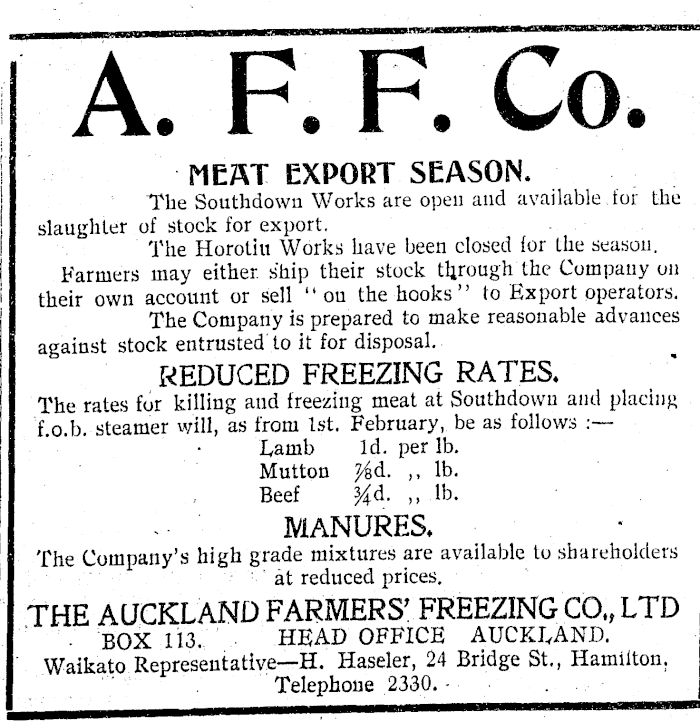 A. F. F. Co.
MEAT EXPORT SEASON.
The Southdown Works are open and available for the
slaughter of stock for export.
The Horotiu Works have been closed for the season.
Farmers may either ship their stock through the Company on
their own account or sell "on the hooks" to Export operators.
The Company is prepared to make reasonable advances
against stock entrusted to it for disposal.
REDUCED FREEZING RATES.
The rates for killing and freezing meat at Southdown and placing
f.o.b. steamer will, as from 1st. February, be as follows :—
Lamb 1d. per lb.
Mutton ⅞d. ,, lb.
Beef ¾d. ,, lb.
MANURES.
The Company's high grade mixtures are available to shareholders
at reduced prices.
THE AUCKLAND FARMERS' FREEZING CO., LTD
BOX 113. HEAD OFFICE AUCKLAND.
Waikato Representative—H. Haseler, 24 Bridge St., Hamilton.
Telephone 2330.